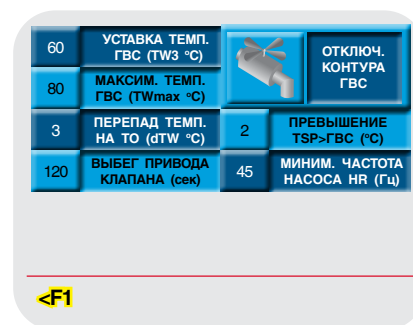 60
УСТАВКА ТЕМП.
ГВС (TW3 °C)
ОТКЛЮЧ.
КОНТУРА
ГВС
80
МАКСИМ. ТЕМП.
ГВС (TWmax °C)
3
ПЕРЕПАД ТЕМП.
НА ТО (dTW °C)
2
ПРЕВЫШЕНИЕ
TSP>ГВС (°C)
120
ВЫБЕГ ПРИВОДА
КЛАПАНА (сек)
45
МИНИМ. ЧАСТОТА
НАСОСА HR (Гц)
<F1